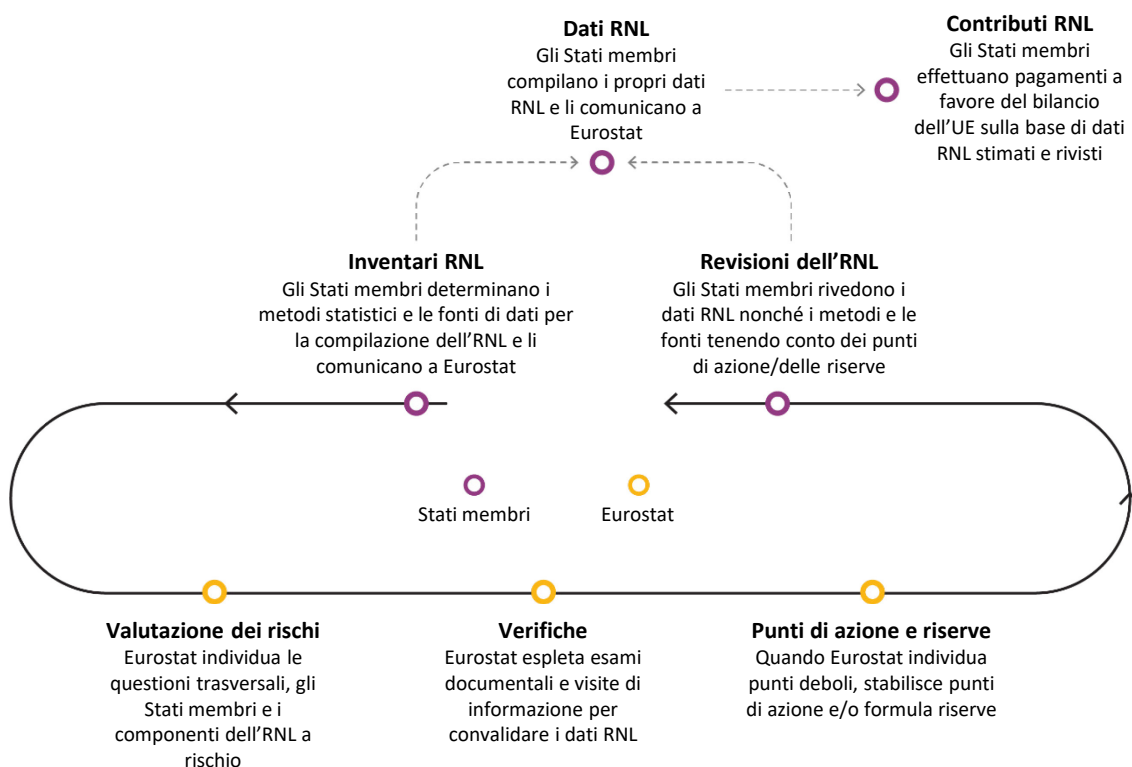 Dati RNL
Gli Stati membri
compilano i propri dati
RNL e li comunicano a
Eurostat
Contributi RNL
Gli Stati membri
effettuano pagamenti a
favore del bilancio
dell’UE sulla base di dati
RNL stimati e rivisti
Inventari RNL
Gli Stati membri determinano i
metodi statistici e le fonti di dati per
la compilazione dell’RNL e li
comunicano a Eurostat
Revisioni dell’RNL
Gli Stati membri rivedono i
dati RNL nonché i metodi e le
fonti tenendo conto dei punti
di azione/delle riserve
Stati membri
Eurostat
Valutazione dei rischi
Eurostat individua le
questioni trasversali, gli
Stati membri e i
componenti dell’RNL a
rischio
Verifiche
Eurostat espleta esami
documentali e visite di
informazione per
convalidare i dati RNL
Punti di azione e riserve
Quando Eurostat individua
punti deboli, stabilisce punti
di azione e/o formula riserve